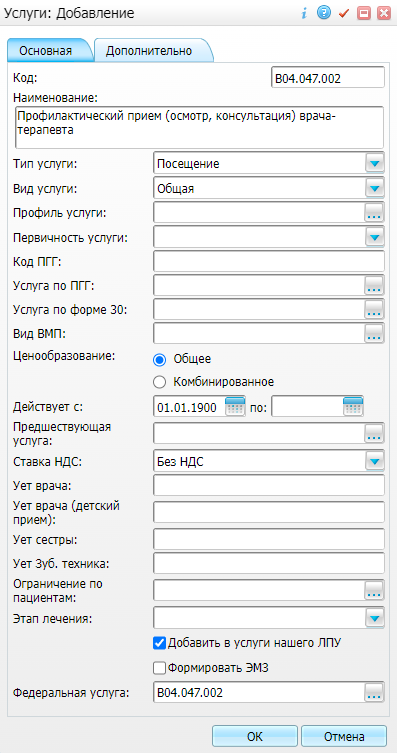 Услуги: Добавление
Основная
Дополнительно
Код: B04.047.002
Наименование:
Профилактический прием (осмотр, консультация) врача-
терапевта
Тип услуги: Посещение
Вид услуги: Общая
Профиль услуги: ...
Первичность услуги:
Код ПГГ:
Услуга по ПГГ: ...
Услуга по форме 30: ...
Вид ВМП: ...
Ценообразование: Общее
Комбинированное
Действует с: 01.01.1900 по:
Предшествующая
услуга: ...
Ставка НДС: Без НДС
Ует врача:
Ует врача (детский
прием):
Ует сестры:
Ует Зуб. техника:
Ограничение по
пациентам: ...
Этап лечения:
Добавить в услуги нашего ЛПУ
Формировать ЭМЗ
Федеральная услуга: B04.047.002 ...
ОК Отмена